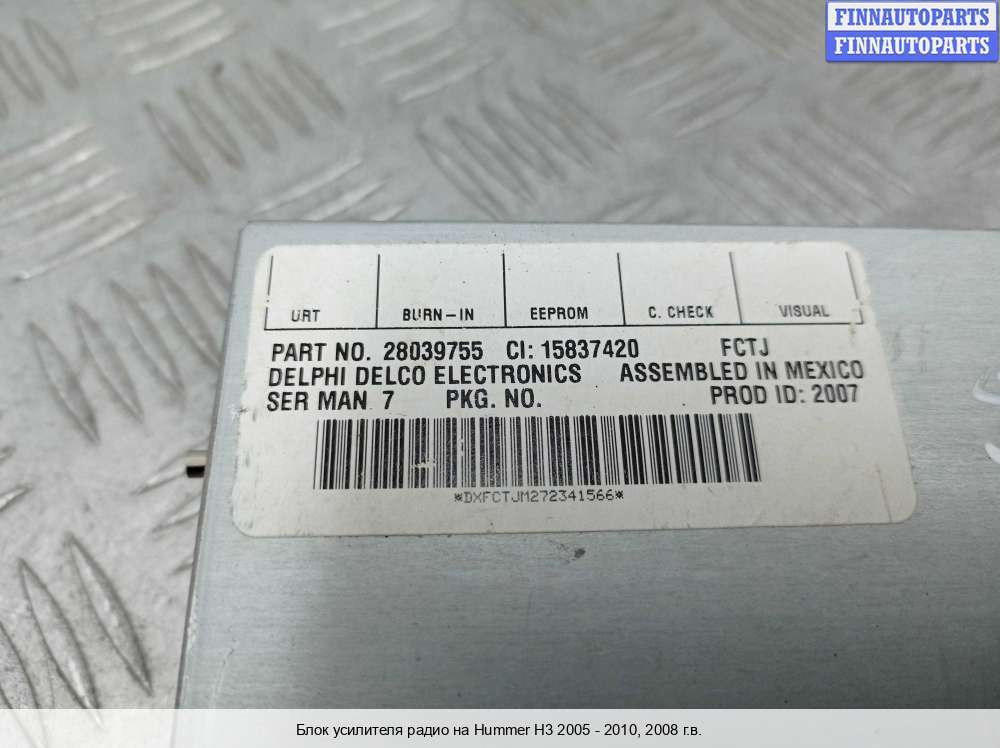 FINNAUTOPARTS
FINNAUTOPARTS
URT BURN-IN EEPROM C. CHECK VISUAL
PART NO. 28039755 CI: 15837420 FCTJ
DELPHI DELCO ELECTRONICS ASSEMBLED IN MEXICO
SER MAN 7 PKG. NO. PROD ID: 2007
*DXFCTJM272341566*
Блок усилителя радио на Hummer H3 2005 - 2010, 2008 г.в.